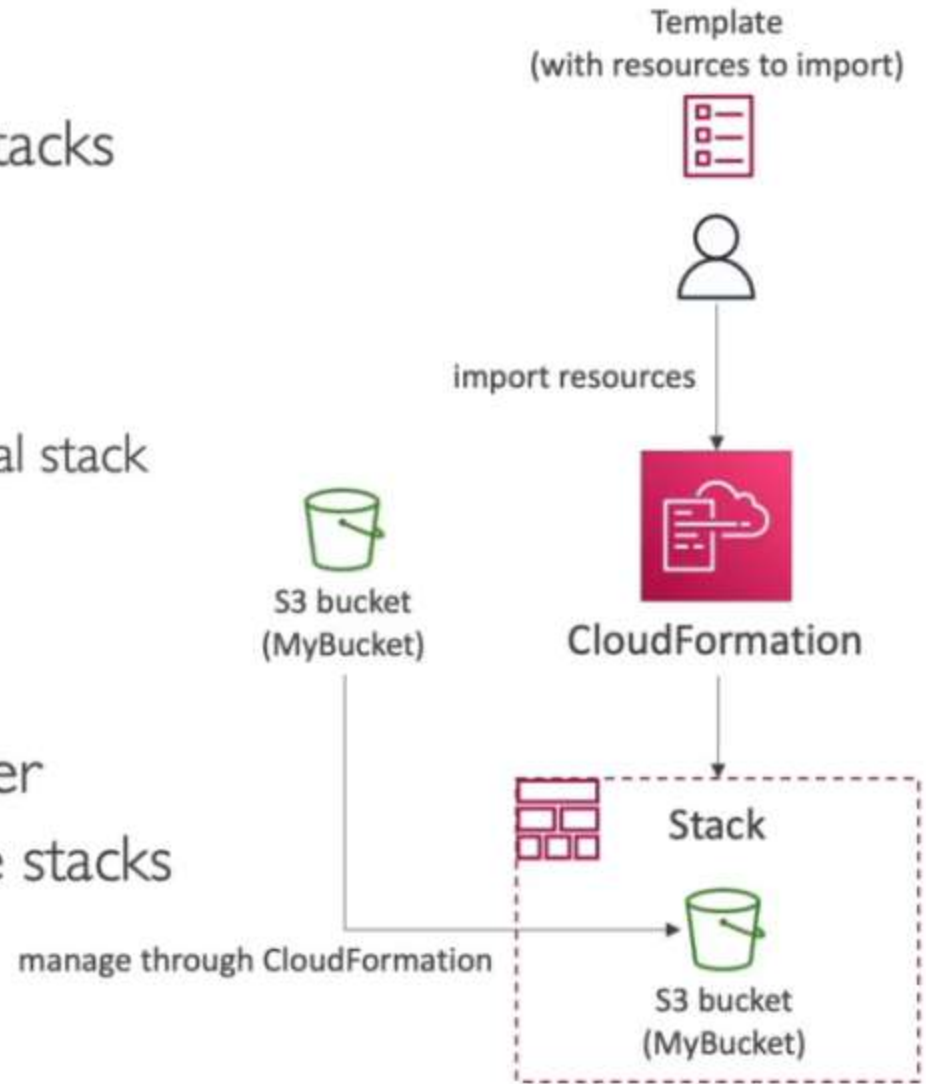 Template
(with resources to import)
stacks
import resources
al stack
S3 bucket
(MyBucket)
CloudFormation
er
e stacks
Stack
manage through CloudFormation
S3 bucket
(MyBucket)